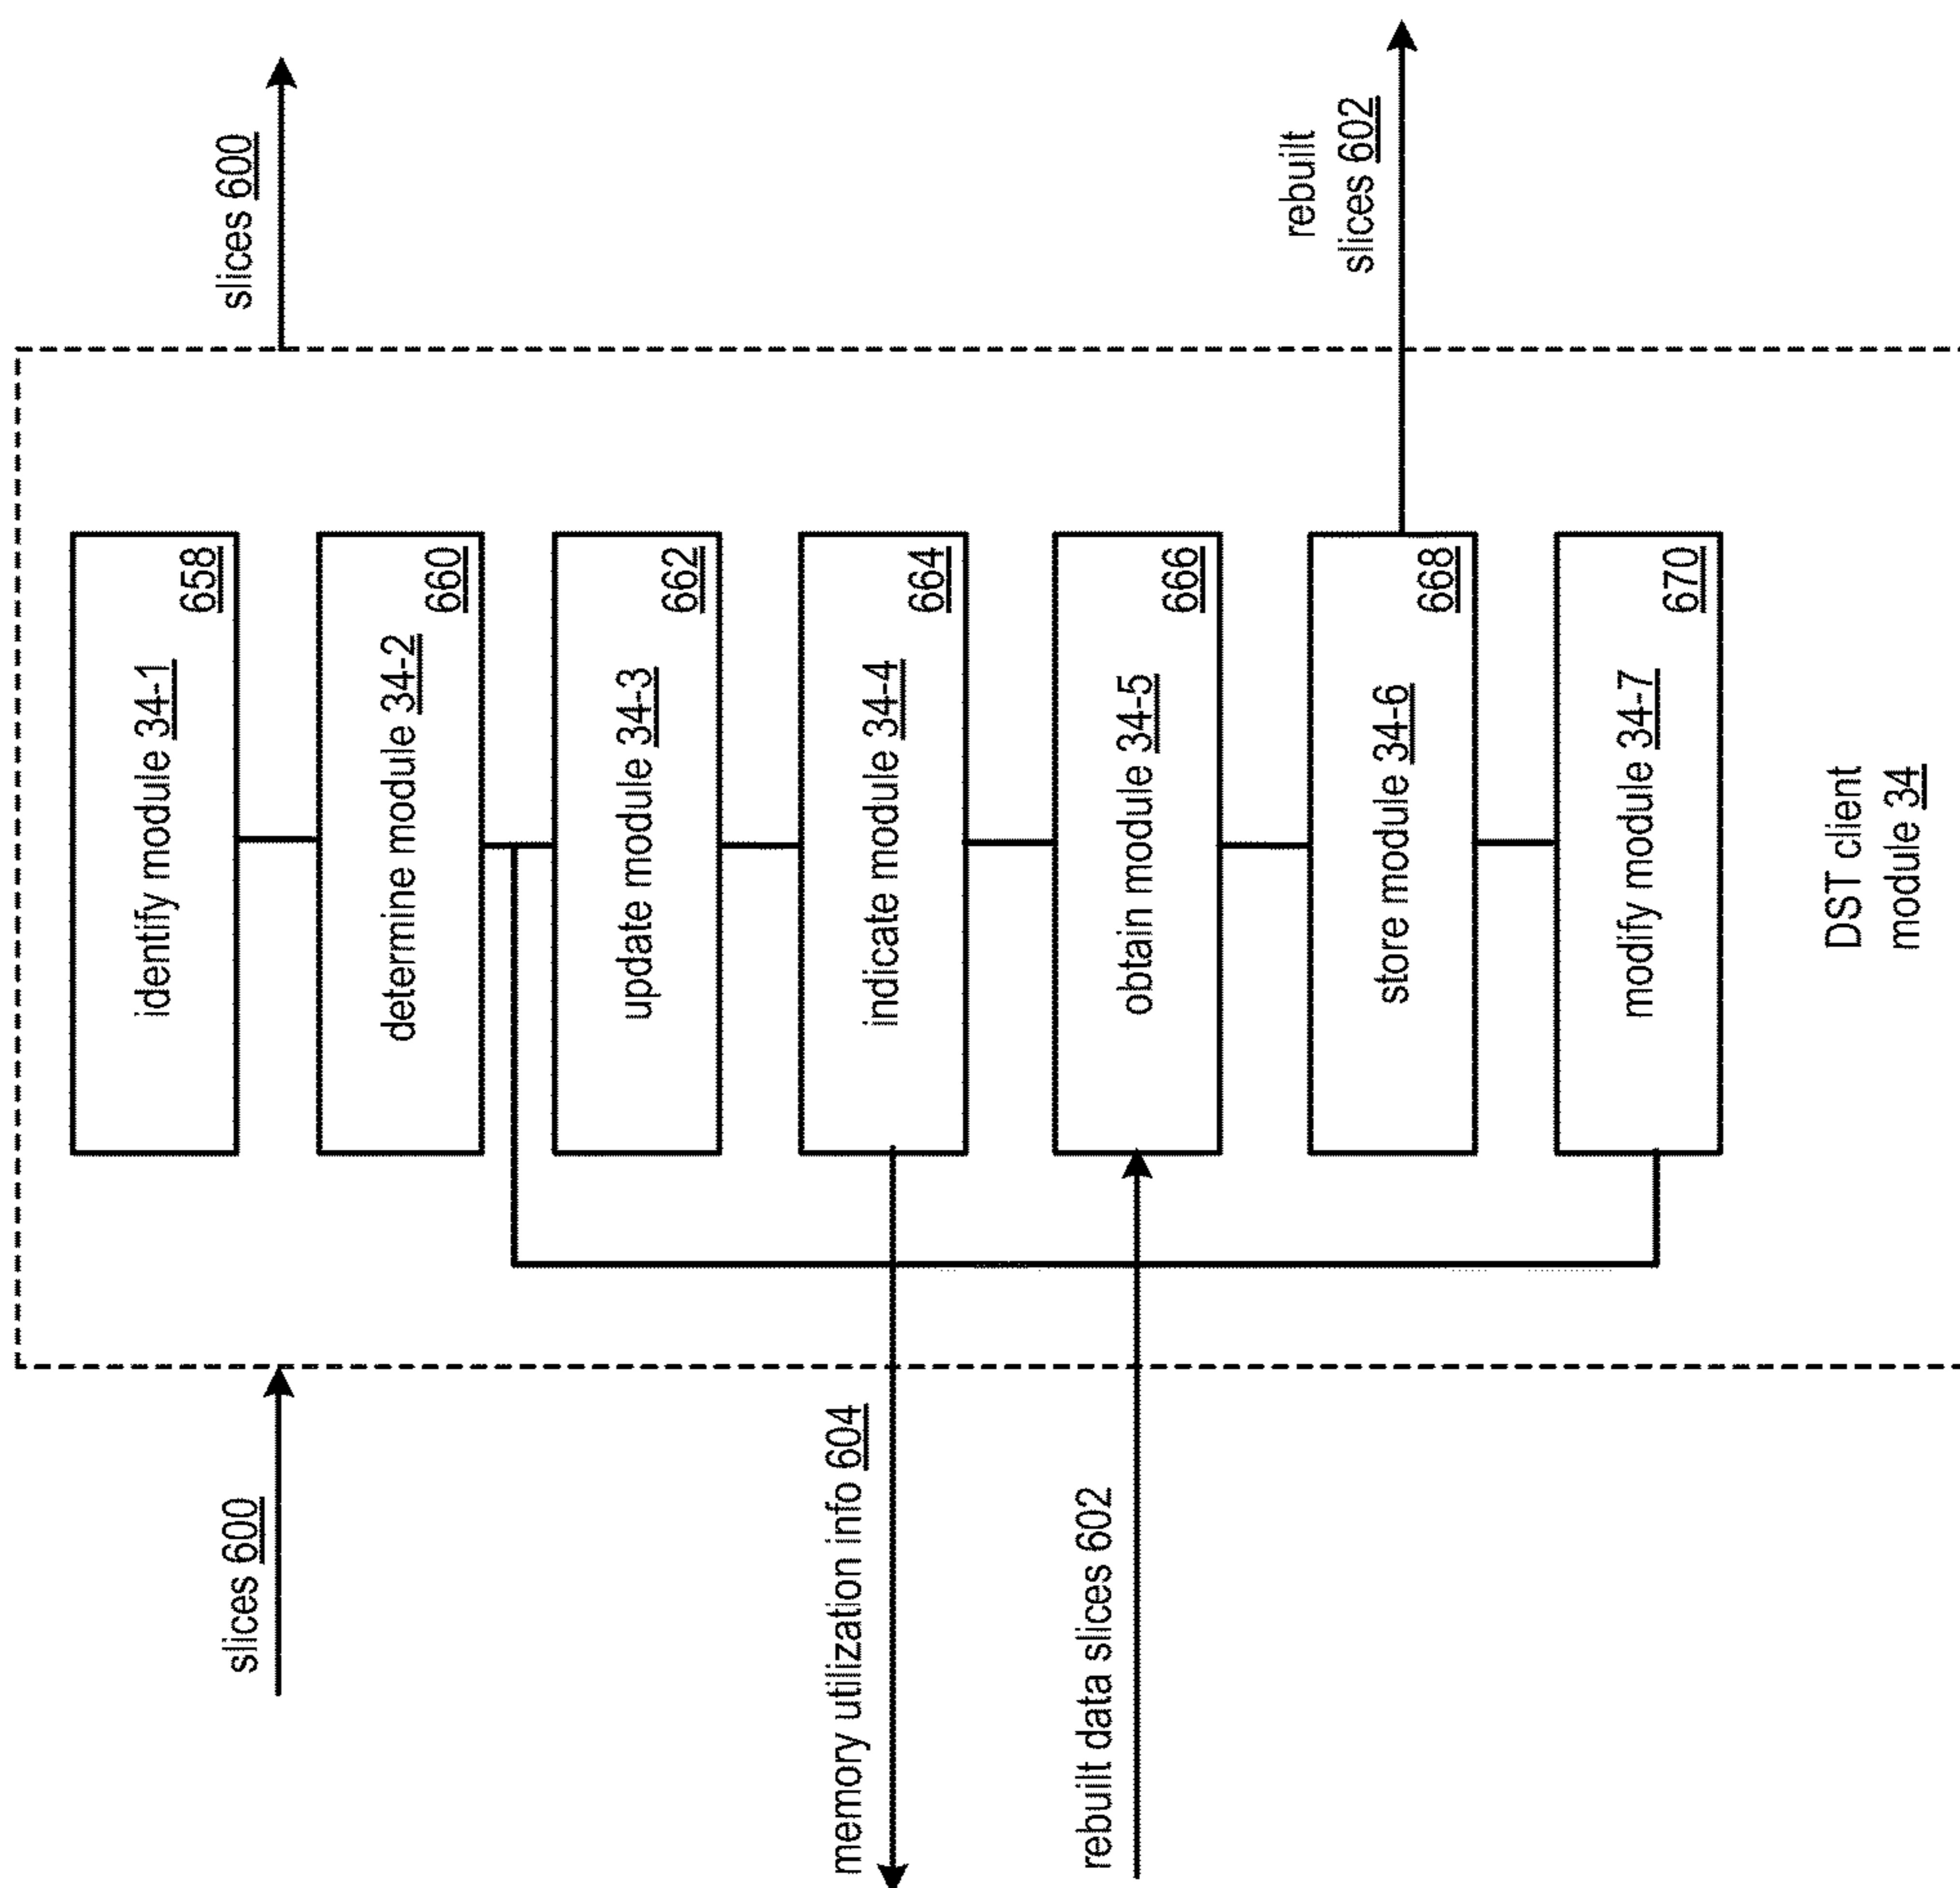 slices 600
slices 600
identify module 34-1
658
determine module 34-2
660
update module 34-3
662
memory utilization info 604
indicate module 34-4
664
rebuilt data slices 602
obtain module 34-5
666
store module 34-6
668
rebuilt
slices 602
modify module 34-7
670
DST client
module 34